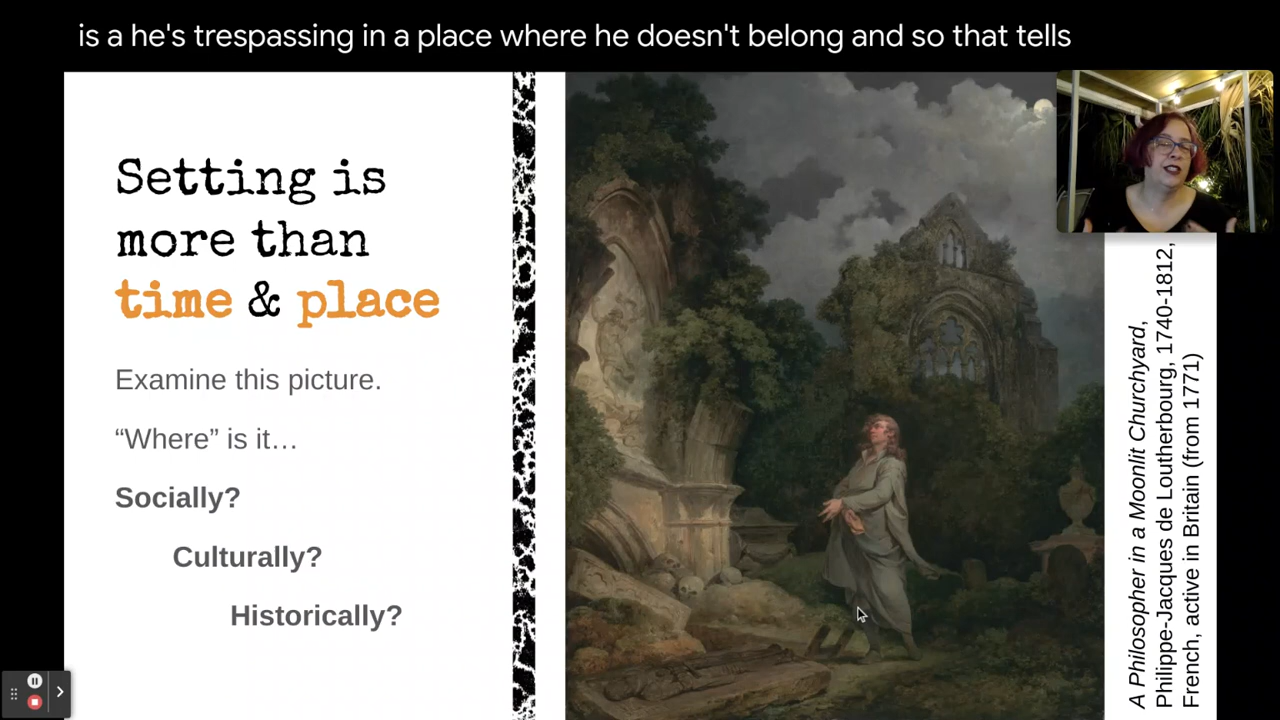 is a he's trespassing in a place where he doesn't belong and so that tells
Setting is
more than
time & place
Examine this picture.
“Where” is it…
Socially?
Culturally?
Historically?
A Philosopher in a Moonlit Churchyard,
Philippe-Jacques de Loutherbourg, 1740-1812,
French, active in Britain (from 1771)